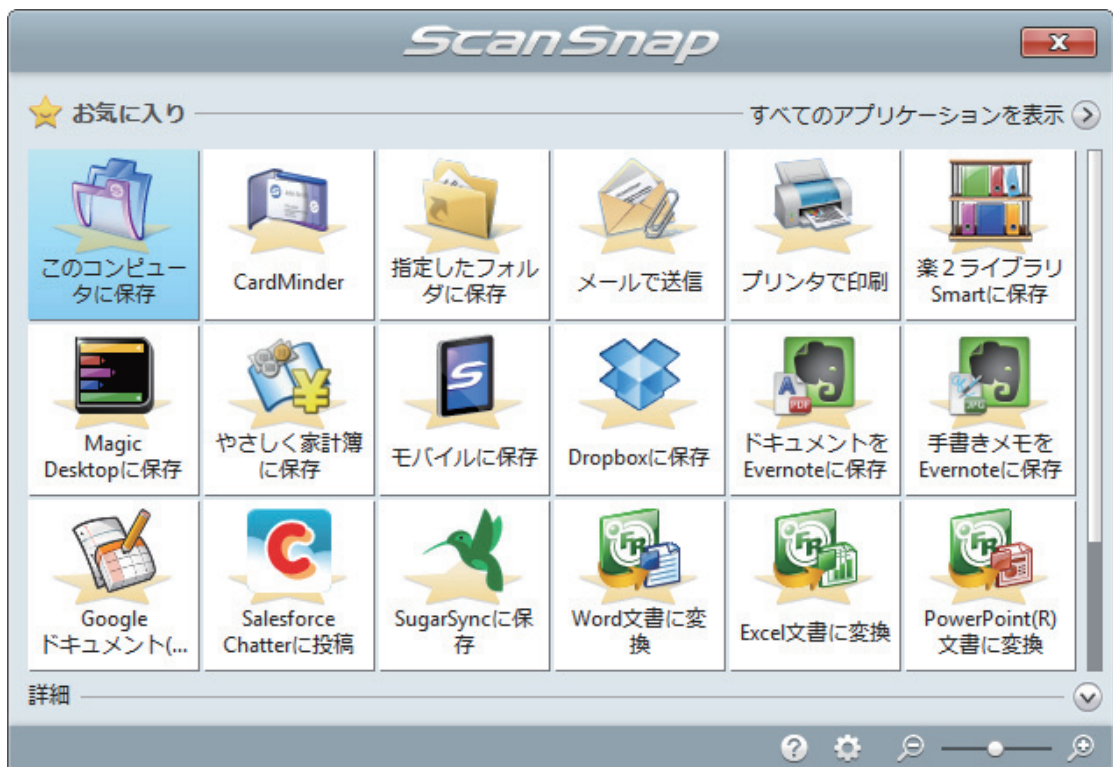 ScanSnap
お気に入り
すべてのアプリケーションを表示
このコンピュー
タに保存
CardMinder
指定したフォル
ダに保存
メールで送信
プリンタで印刷
楽2ライブラリ
Smartに保存
Magic
Desktopに保存
やさしく家計簿
に保存
モバイルに保存
Dropboxに保存
PDF
ドキュメントを
Evernoteに保存
JPG
手書きメモを
Evernoteに保存
Google
ドキュメント(...
Salesforce
Chatterに投稿
SugarSyncに保
存
Word文書に変
換
Excel文書に変換
PowerPoint(R)
文書に変換
詳細